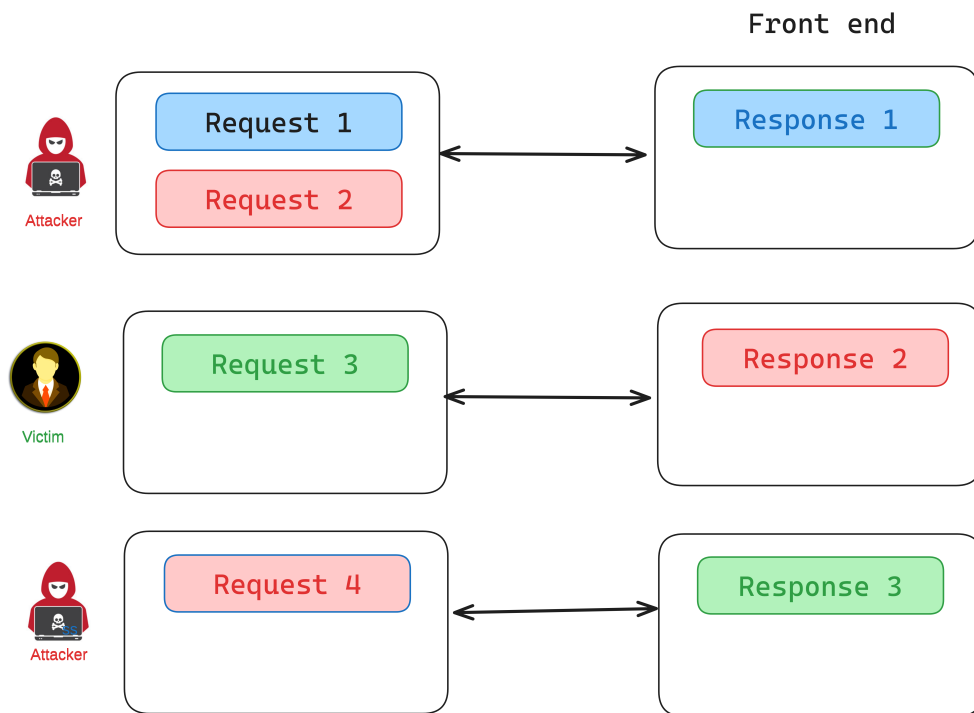 Front end
Request 1
Response 1
Request 2
Attacker
Request 3
Response 2
Victim
Request 4
Response 3
ss
Attacker